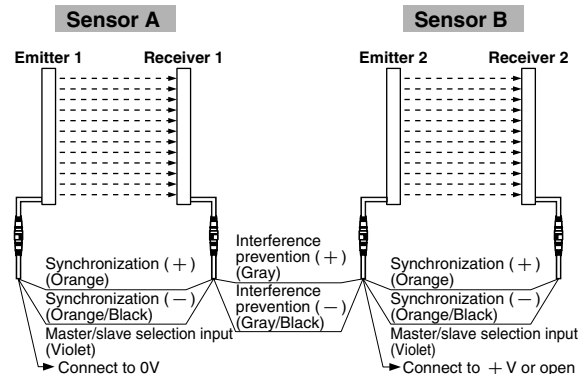 Sensor A
Sensor B
Emitter 1
Receiver 1
Emitter 2
Receiver 2
Synchronization (+)
(Orange)
Synchronization (−)
(Orange/Black)
Master/slave selection input
(Violet)
Connect to 0V
Interference
prevention (+)
(Gray)
Interference
prevention (−)
(Gray/Black)
Synchronization (+)
(Orange)
Synchronization (−)
(Orange/Black)
Master/slave selection input
(Violet)
Connect to +V or open